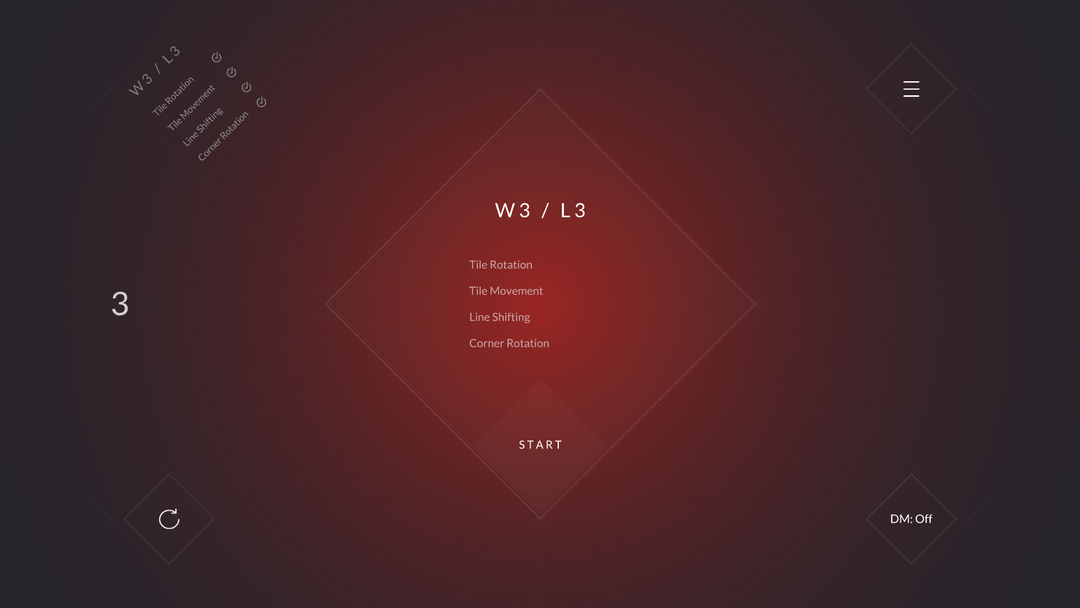 W3 / L3
Tile Rotation
Tile Movement
Line Shifting
Corner Rotation
W3 / L3
Tile Rotation
Tile Movement
Line Shifting
Corner Rotation
3
START
DM: Off